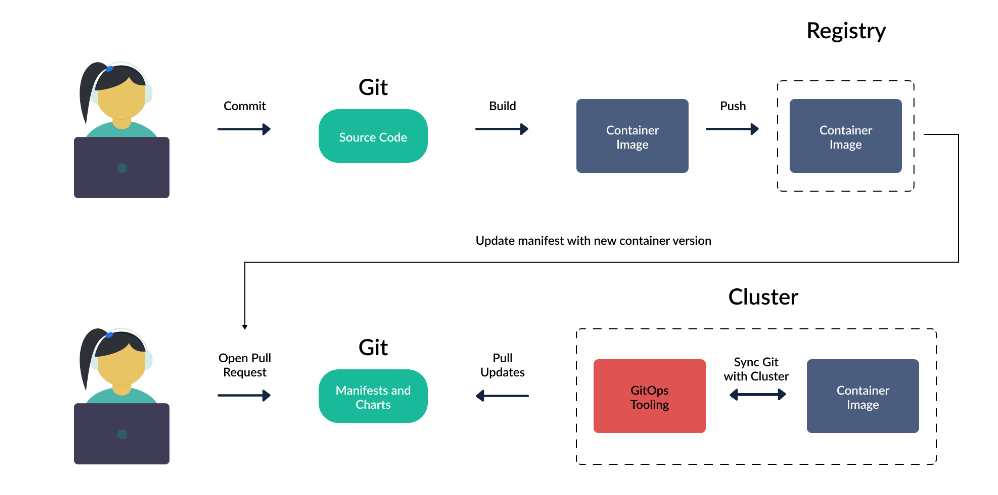 Registry
Git
Commit
Source Code
Build
Container
Image
Push
Container
Image
Update manifest with new container version
Cluster
Git
Open Pull
Request
Manifests and
Charts
Pull
Updates
GitOps
Tooling
Sync Git
with Cluster
Container
Image